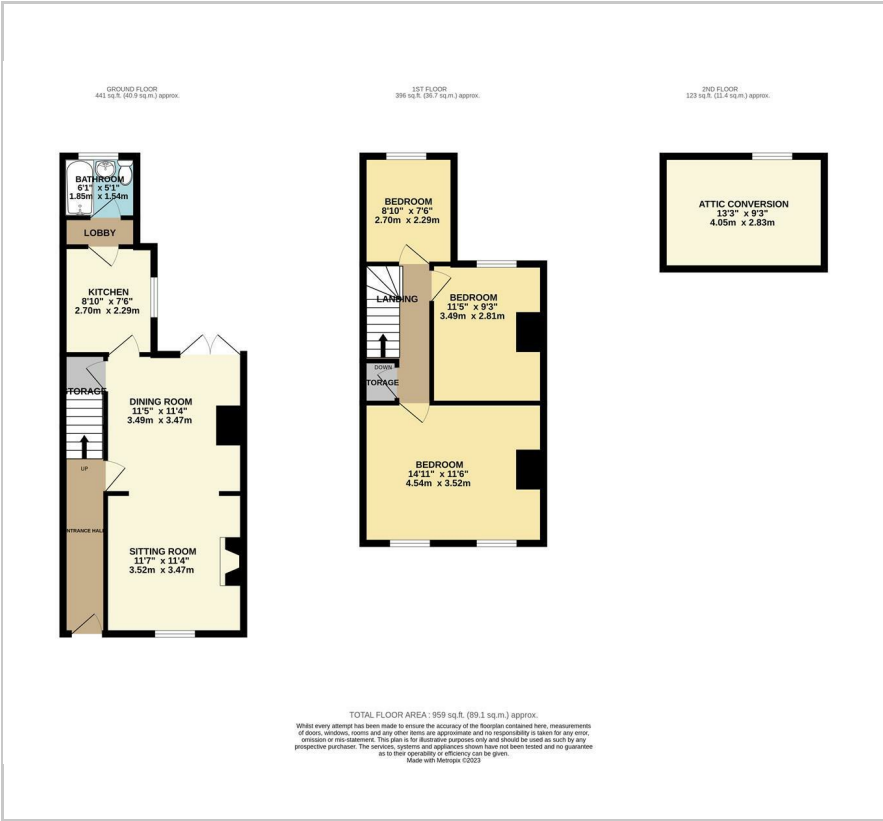 GROUND FLOOR
441 sq.ft. (40.9 sq.m.) approx.
BATHROOM
6'1" x 5'1"
1.85m x 1.54m
LOBBY
KITCHEN
8'10" x 7'6"
2.70m x 2.29m
STORAGE
DINING ROOM
11'5" x 11'4"
3.49m x 3.47m
UP
NTRANCE HALL
SITTING ROOM
11'7" x 11'4"
3.52m x 3.47m
1ST FLOOR
396 sq.ft. (36.7 sq.m.) approx.
BEDROOM
8'10" x 7'6"
2.70m x 2.29m
LANDING
BEDROOM
11'5" x 9'3"
3.49m x 2.81m
DOWN
TORAGE
BEDROOM
14'11" x 11'6"
4.54m x 3.52m
2ND FLOOR
123 sq.ft. (11.4 sq.m.) approx.
ATTIC CONVERSION
13'3" x 9'3"
4.05m x 2.83m
TOTAL FLOOR AREA : 959 sq.ft. (89.1 sq.m.) approx.
Whilst every attempt has been made to ensure the accuracy of the floorplan contained here, measurements
of doors, windows, rooms and any other items are approximate and no responsibility is taken for any error,
omission or mis-statement. This plan is for illustrative purposes only and should be used as such by any
prospective purchaser. The services, systems and appliances shown have not been tested and no guarantee
as to their operability or efficiency can be given.
Made with Metropix ©2023